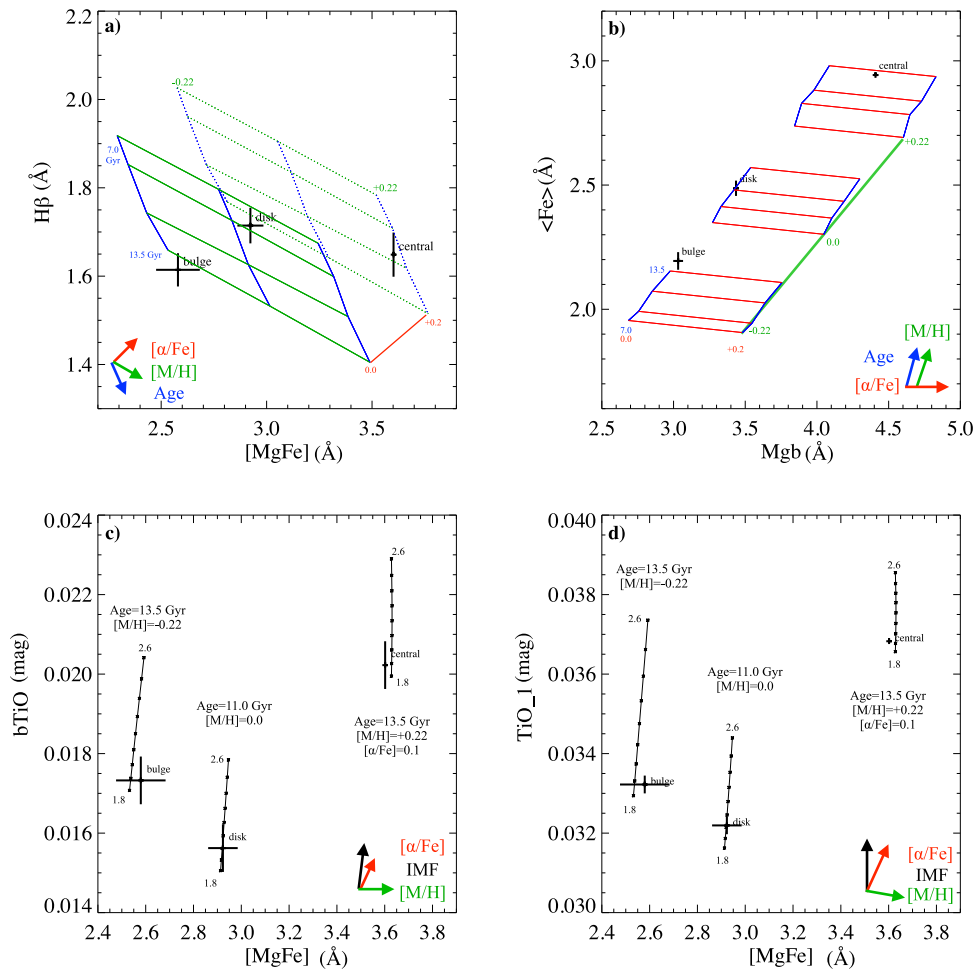 a)
2.2
2.0
1.8
1.6
1.4
Hβ (Å)
-0.22
7.0
Gyr
13.5 Gyr
bulge
disk
+0.22
central
+0.2
0.0
[α/Fe]
[M/H]
Age
2.5 3.0 3.5
[MgFe] (Å)
b)
3.0
2.5
2.0
<Fe> (Å)
central
+0.22
disk
0.0
bulge
13.5
7.0
0.0
-0.22
+0.2
[M/H]
Age
[α/Fe]
2.5 3.0 3.5 4.0 4.5 5.0
Mgb (Å)
c)
0.024
0.022
0.020
0.018
0.016
0.014
bTiO (mag)
2.6
Age=13.5 Gyr
[M/H]=-0.22
2.6
central
1.8
Age=11.0 Gyr
[M/H]=0.0
Age=13.5 Gyr
[M/H]=+0.22
[α/Fe]=0.1
2.6
bulge
1.8
disk
1.8
[α/Fe]
IMF
[M/H]
2.4 2.6 2.8 3.0 3.2 3.4 3.6 3.8
[MgFe] (Å)
d)
0.040
0.038
0.036
0.034
0.032
0.030
TiO_1 (mag)
2.6
Age=13.5 Gyr
[M/H]=-0.22
2.6
central
1.8
Age=11.0 Gyr
[M/H]=0.0
Age=13.5 Gyr
[M/H]=+0.22
[α/Fe]=0.1
2.6
bulge
1.8
disk
1.8
[α/Fe]
IMF
[M/H]
2.4 2.6 2.8 3.0 3.2 3.4 3.6 3.8
[MgFe] (Å)